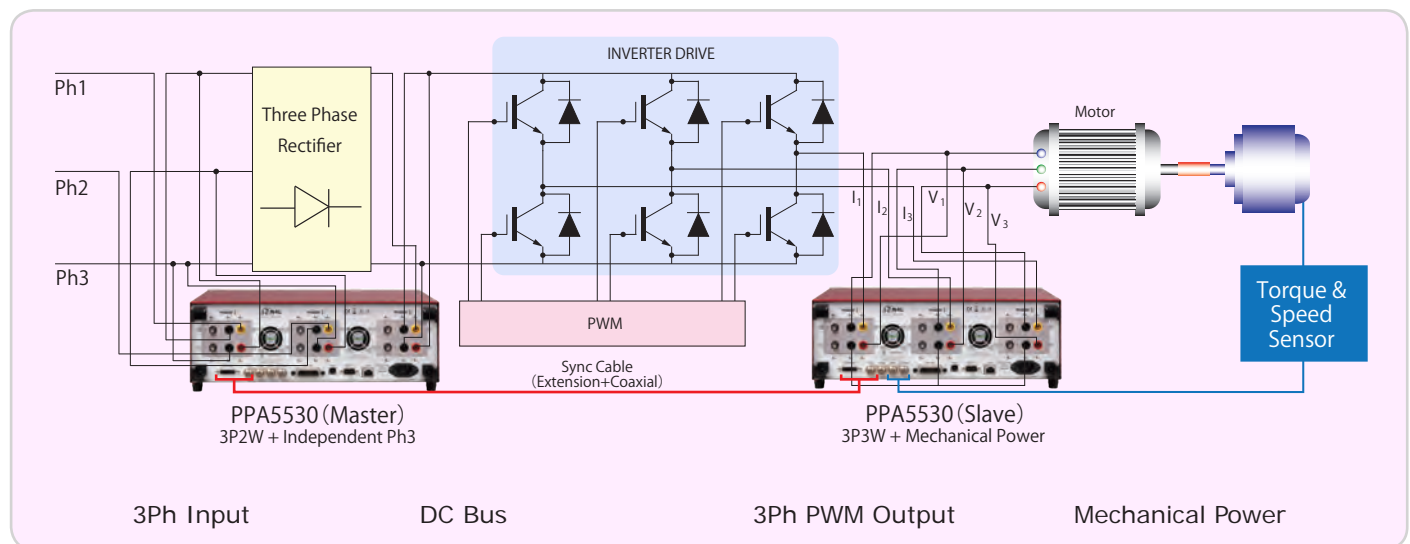 INVERTER DRIVE
Ph1
Three Phase
Rectifier
Motor
Ph2
I1
I2
I3
V1
V2
V3
Ph3
PWM
Torque &
Speed
Sensor
Sync Cable
(Extension+Coaxial)
PPA5530 (Master)
3P2W + Independent Ph3
PPA5530 (Slave)
3P3W + Mechanical Power
3Ph Input
DC Bus
3Ph PWM Output
Mechanical Power